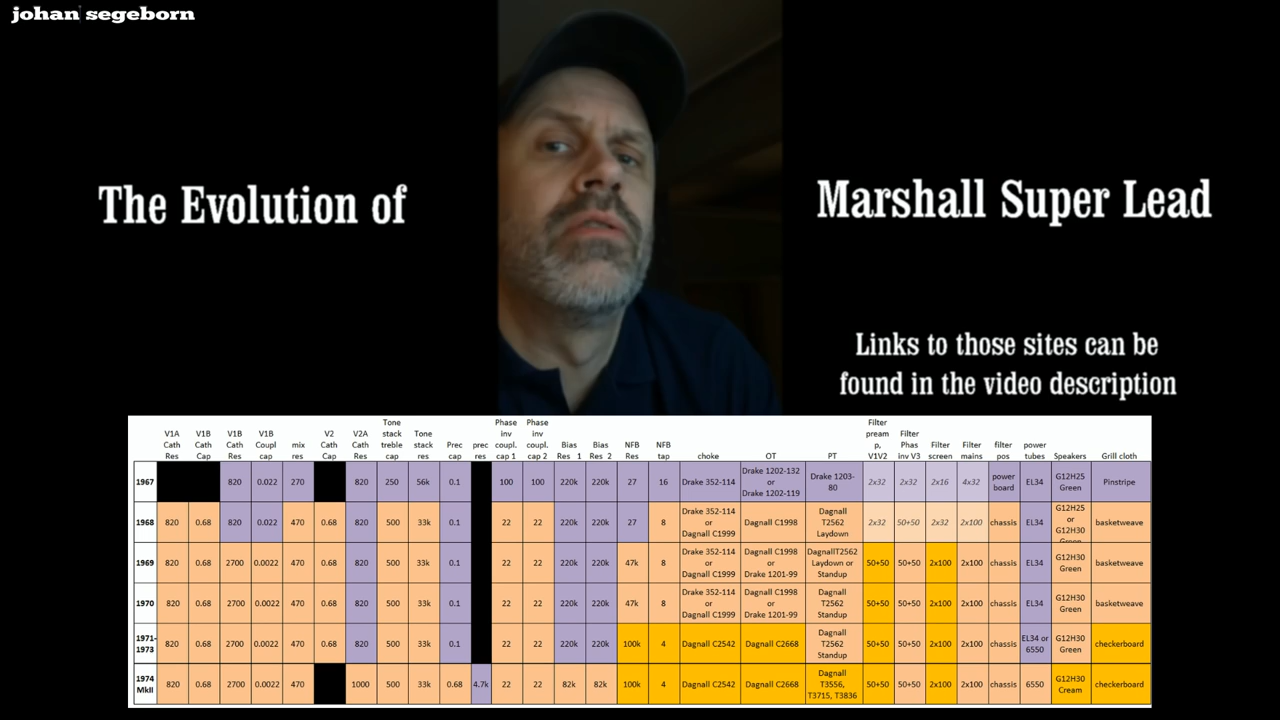 johan segeborn
The Evolution of
Marshall Super Lead
Links to those sites can be
found in the video description
V1A Cath Res V1B Cath Cap V1B Cath Res V1B Coupl cap mix res V2 Cath Cap V2A Cath Res Tone stack treble cap Tone stack res Prec cap prec res Phase inv coupl. cap 1 Phase inv coupl. cap 2 Bias Res 1 Bias Res 2 NFB Res NFB tap choke OT PT Filter pream p, V1V2 Filter Phas inv V3 Filter screen Filter mains filter pos power tubes Speakers Grill cloth
1967 820 0.022 270 820 250 56k 0.1 100 100 220k 220k 27 16 Drake 352-114 Drake 1202-132 or Drake 1202-119 Drake 1203-80 2x32 2x32 2x16 4x32 power board EL34 G12H25 Green Pinstripe
1968 820 0.68 820 0.022 470 0.68 820 500 33k 0.1 22 22 220k 220k 27 8 Drake 352-114 or Dagnall C1999 Dagnall C1998 Dagnall T2562 Laydown 2x32 50+50 2x32 2x100 chassis EL34 G12H25 or G12H30 Green basketweave
1969 820 0.68 2700 0.0022 470 0.68 820 500 33k 0.1 22 22 220k 220k 47k 8 Drake 352-114 or Dagnall C1999 Dagnall C1998 or Drake 1201-99 DagnallT2562 Laydown or Standup 50+50 50+50 2x100 2x100 chassis EL34 G12H30 Green basketweave
1970 820 0.68 2700 0.0022 470 0.68 820 500 33k 0.1 22 22 220k 220k 47k 8 Drake 352-114 or Dagnall C1999 Dagnall C1998 or Drake 1201-99 Dagnall T2562 Standup 50+50 50+50 2x100 2x100 chassis EL34 G12H30 Green basketweave
1971-1973 820 0.68 2700 0.0022 470 0.68 820 500 33k 0.1 22 22 220k 220k 100k 4 Dagnall C2542 Dagnall C2668 Dagnall T2562 Standup 50+50 50+50 2x100 2x100 chassis EL34 or 6550 G12H30 Green checkerboard
1974 MkII 820 0.68 2700 0.0022 470 1000 500 33k 0.68 4.7k 22 22 82k 82k 100k 4 Dagnall C2542 Dagnall C2668 Dagnall T3556, T3715, T3836 50+50 50+50 2x100 2x100 chassis 6550 G12H30 Cream checkerboard